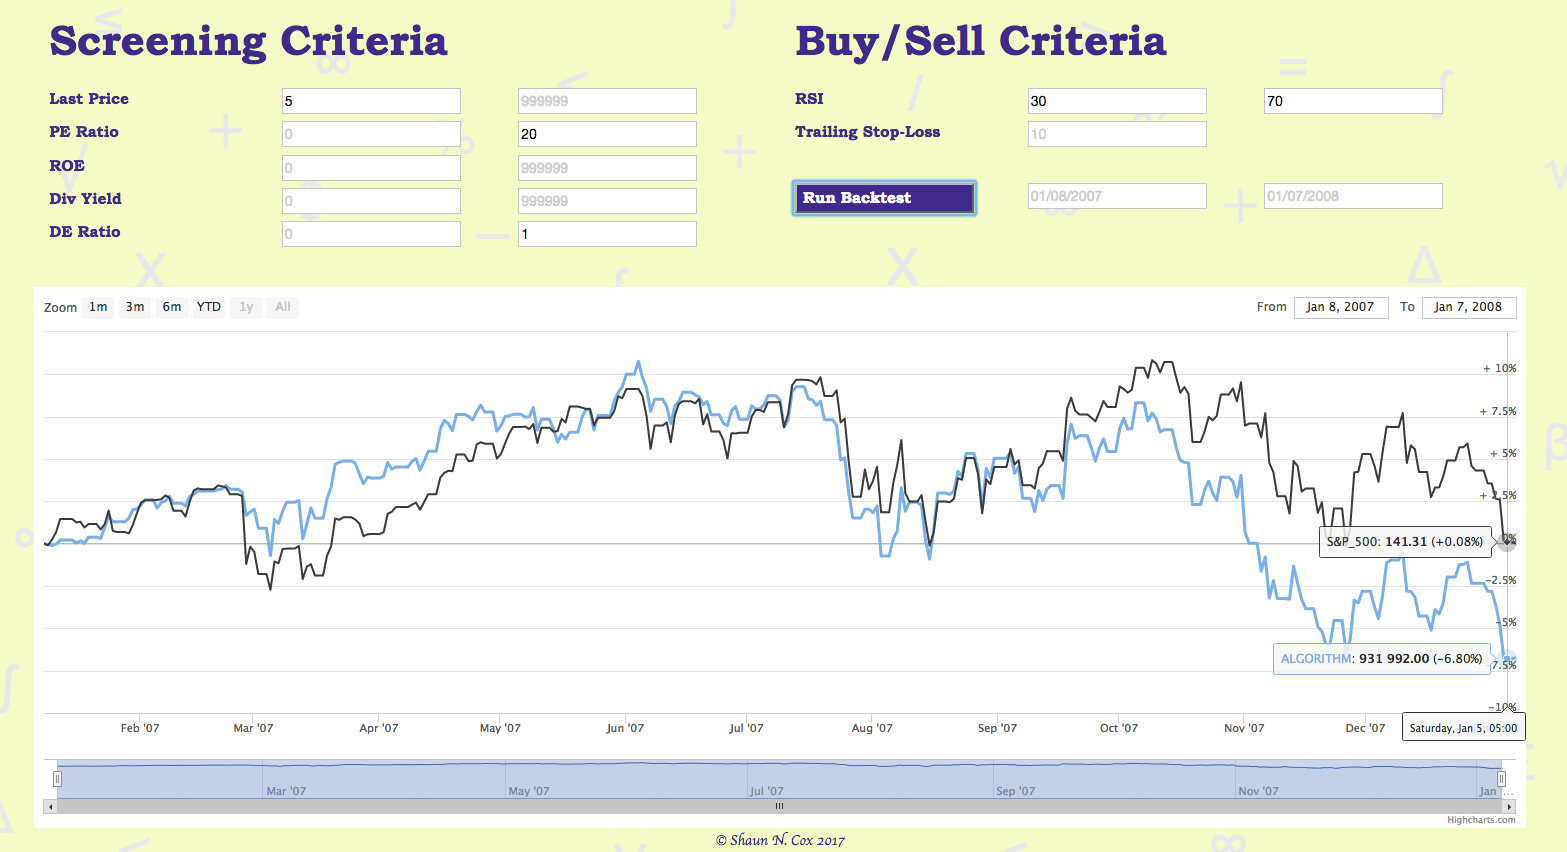 Screening Criteria
Last Price 5 999999
PE Ratio 0 20
ROE 0 999999
Div Yield 0 999999
DE Ratio 0 1
Buy/Sell Criteria
RSI 30 70
Trailing Stop-Loss 10
Run Backtest 01/08/2007 01/07/2008
Zoom 1m 3m 6m YTD 1y All
From Jan 8, 2007 To Jan 7, 2008
+ 10%
+ 7.5%
+ 5%
+ 2.5%
S&P_500: 141.31 (+0.08%)
−2.5%
−5%
ALGORITHM: 931 992.00 (−6.80%)
7.5%
−10%
Feb '07 Mar '07 Apr '07 May '07 Jun '07 Jul '07 Aug '07 Sep '07 Oct '07 Nov '07 Dec '07
Saturday, Jan 5, 05:00
Mar '07 May '07 Jul '07 Sep '07 Nov '07 Jan ...
Highcharts.com
© Shaun N. Cox 2017